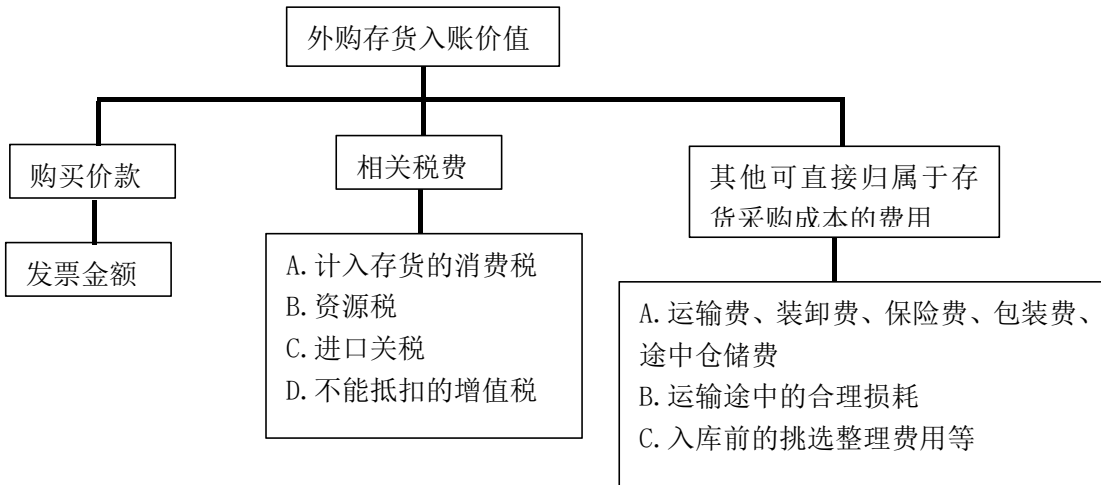 外购存货入账价值
购买价款
相关税费
其他可直接归属于存
货采购成本的费用
发票金额
A.计入存货的消费税
B.资源税
C.进口关税
D.不能抵扣的增值税
A.运输费、装卸费、保险费、包装费、
途中仓储费
B.运输途中的合理损耗
C.入库前的挑选整理费用等